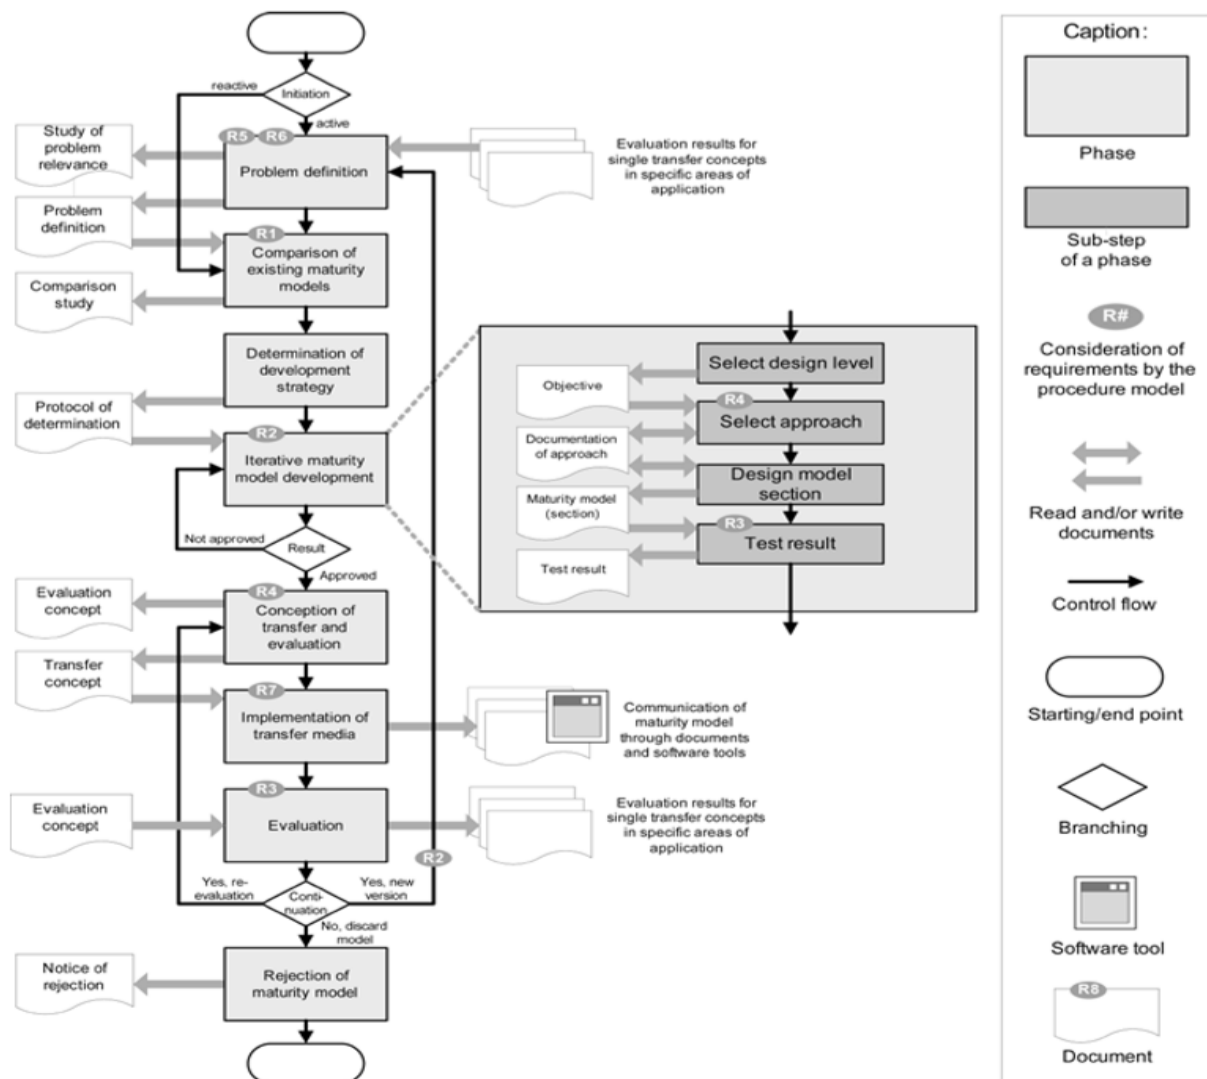 Initiation
reactive
active
R5
R6
Problem definition
Study of
problem
relevance
Problem
definition
Evaluation results for
single transfer concepts
in specific areas of
application
R1
Comparison of
existing maturity
models
Comparison
study
Determination of
development
strategy
Protocol of
determination
R2
Iterative maturity
model development
Not approved
Result
Approved
Select design level
Objective
R4
Select approach
Documentation
of approach
Design model
section
Maturity model
(section)
R3
Test result
Test result
R4
Conception of
transfer and
evaluation
Evaluation
concept
Transfer
concept
R7
Implementation of
transfer media
Communication of
maturity model
through documents
and software tools
R3
Evaluation
Evaluation
concept
Evaluation results for
single transfer concepts
in specific areas of
application
R2
Yes, re-
evaluation
Conti-
nuation
Yes, new
version
No, discard
model
Rejection of
maturity model
Notice of
rejection
Caption:
Phase
Sub-step
of a phase
R#
Consideration of
requirements by the
procedure model
Read and/or write
documents
Control flow
Starting/end point
Branching
Software tool
R8
Document